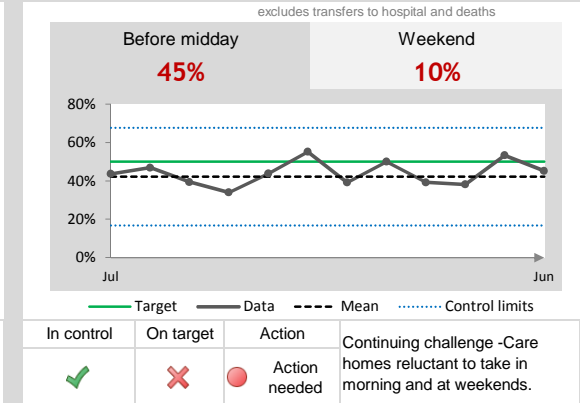 excludes transfers to hospital and deaths
Before midday
Weekend
45%
10%
80%
60%
40%
20%
0%
Jul
Jun
Target
Data
Mean
Control limits
In control
On target
Action
Continuing challenge -Care
homes reluctant to take in
morning and at weekends.
Action
needed